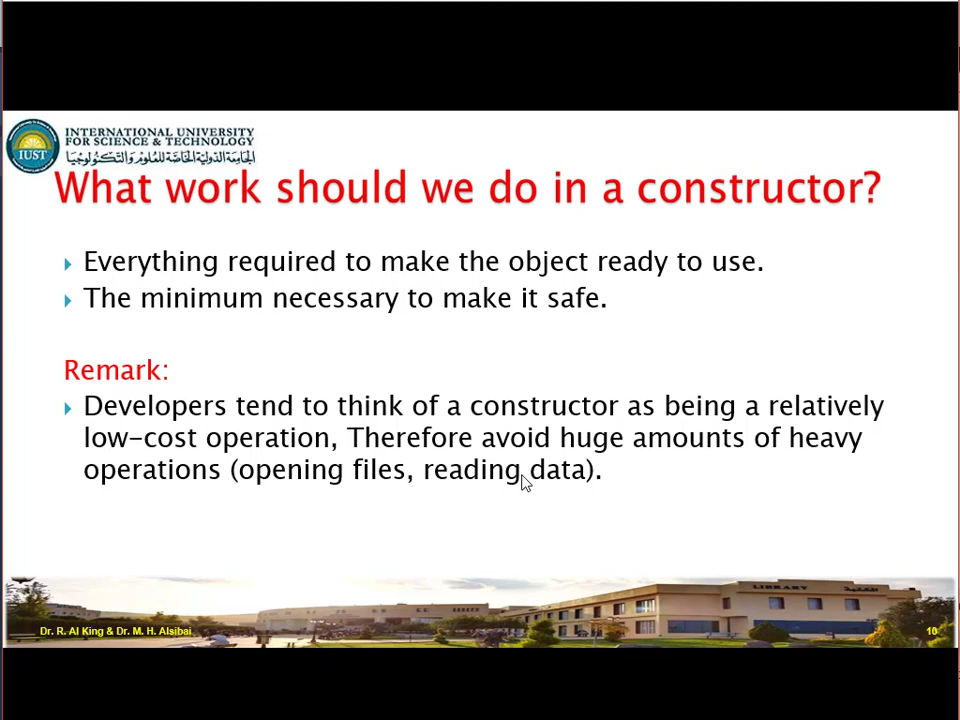 INTERNATIONAL UNIVERSITY
FOR SCIENCE & TECHNOLOGY
الجامعة الدولية الخاصة للعلوم والتكنولوجيا
IUST
What work should we do in a constructor?
Everything required to make the object ready to use.
The minimum necessary to make it safe.
Remark:
Developers tend to think of a constructor as being a relatively
low-cost operation, Therefore avoid huge amounts of heavy
operations (opening files, reading data).
LIBRARY
المكتبة
Dr. R. Al King & Dr. M. H. Alsibai
10